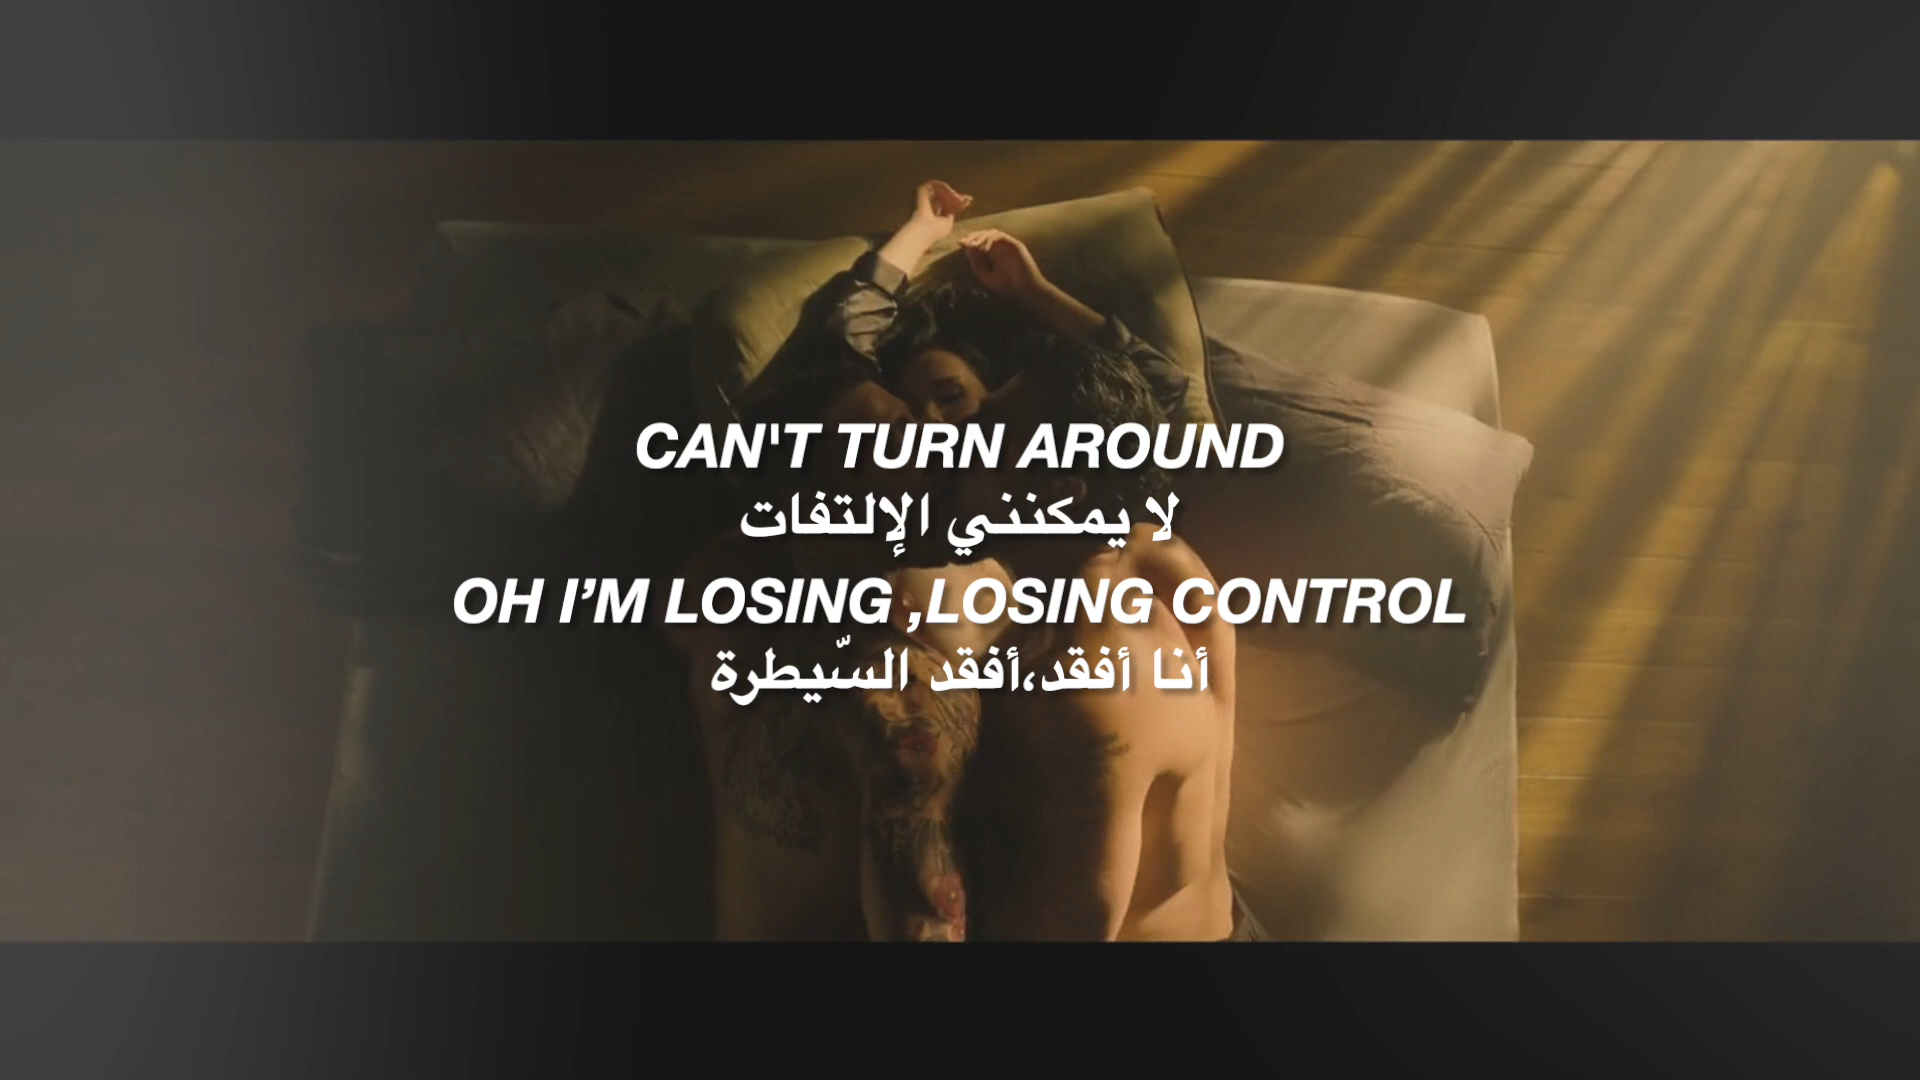 CAN'T TURN AROUND
لا يمكنني الإلتفات
OH I’M LOSING ,LOSING CONTROL
أنا أفقد،أفقد السّيطرة